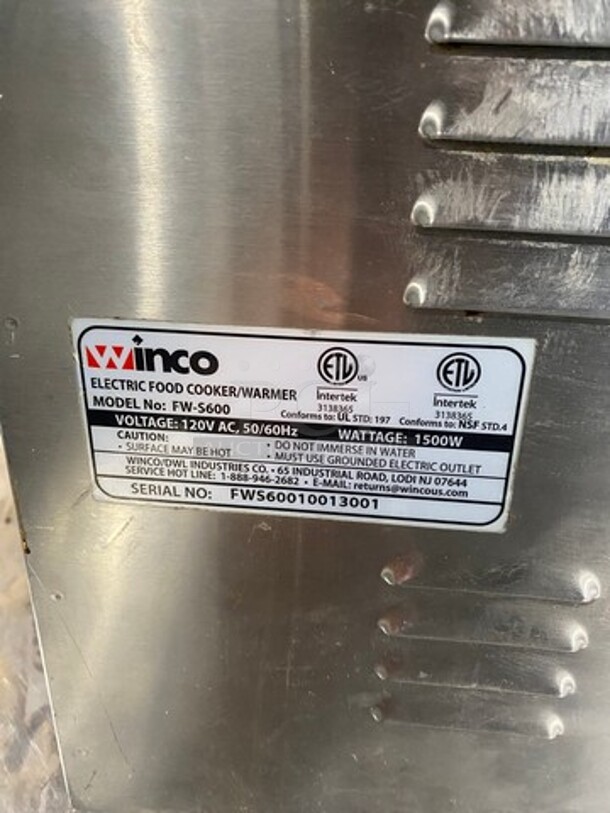 Winco
ELECTRIC FOOD COOKER/WARMER
MODEL No: FW-S600
ETL US
Intertek
3138365
Conforms to: UL STD: 197
ETL
Intertek
3138365
Conforms to: NSF STD.4
VOLTAGE: 120V AC, 50/60Hz WATTAGE: 1500W
CAUTION: • DO NOT IMMERSE IN WATER
• SURFACE MAY BE HOT • MUST USE GROUNDED ELECTRIC OUTLET
WINCO/DWL INDUSTRIES CO. • 65 INDUSTRIAL ROAD, LODI NJ 07644
SERVICE HOT LINE: 1-888-946-2682 • E-MAIL: returns@wincous.com
SERIAL NO: FWS60010013001